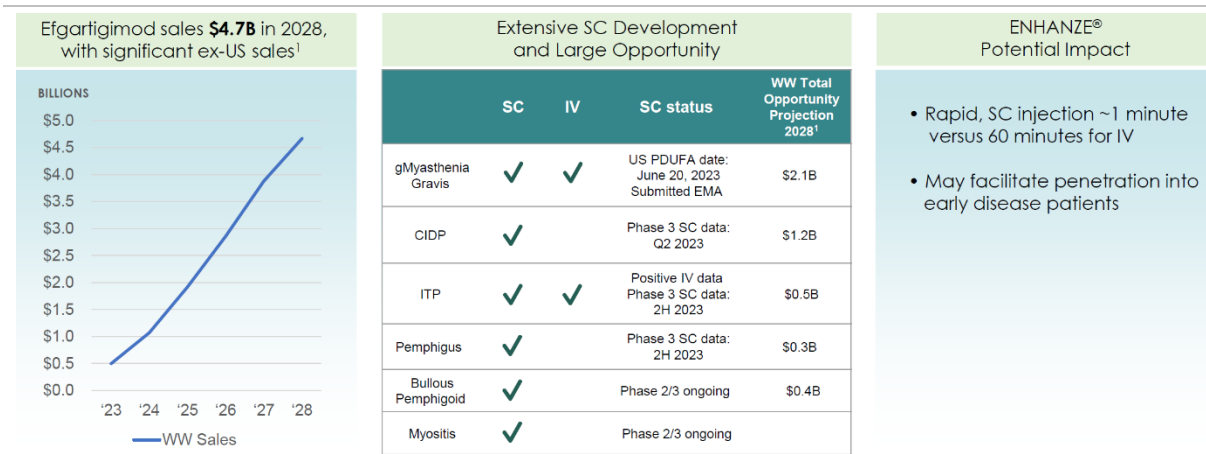 Efgartigimod sales $4.7B in 2028,
with significant ex-US sales1
BILLIONS
$5.0
$4.5
$4.0
$3.5
$3.0
$2.5
$2.0
$1.5
$1.0
$0.5
$0.0
‘23 ‘24 ‘25 ‘26 ‘27 ‘28
WW Sales
Extensive SC Development
and Large Opportunity
SC IV SC status WW Total
Opportunity
Projection
20281
gMyasthenia
Gravis
US PDUFA date:
June 20, 2023
Submitted EMA
$2.1B
CIDP
Phase 3 SC data:
Q2 2023
$1.2B
ITP
Positive IV data
Phase 3 SC data:
2H 2023
$0.5B
Pemphigus
Phase 3 SC data:
2H 2023
$0.3B
Bullous
Pemphigoid
Phase 2/3 ongoing
$0.4B
Myositis
Phase 2/3 ongoing
ENHANZE®
Potential Impact
• Rapid, SC injection ~1 minute
versus 60 minutes for IV
• May facilitate penetration into
early disease patients